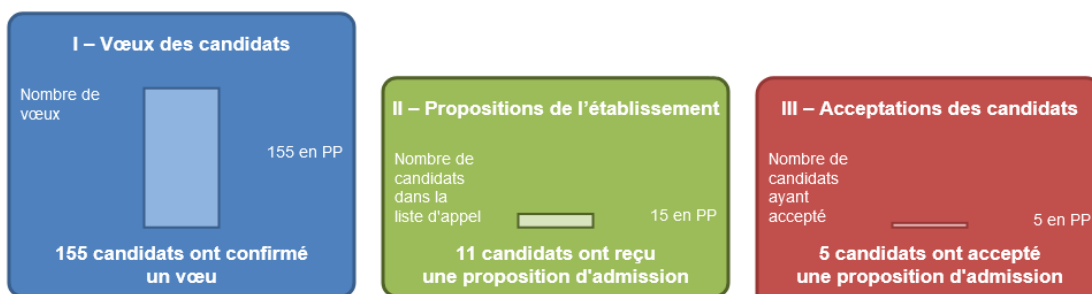 I – Vœux des candidats
Nombre de
vœux
155 en PP
155 candidats ont confirmé
un vœu
II – Propositions de l'établissement
Nombre de
candidats
dans la
liste d'appel
15 en PP
11 candidats ont reçu
une proposition d'admission
III – Acceptations des candidats
Nombre de
candidats
ayant
accepté
5 en PP
5 candidats ont accepté
une proposition d'admission